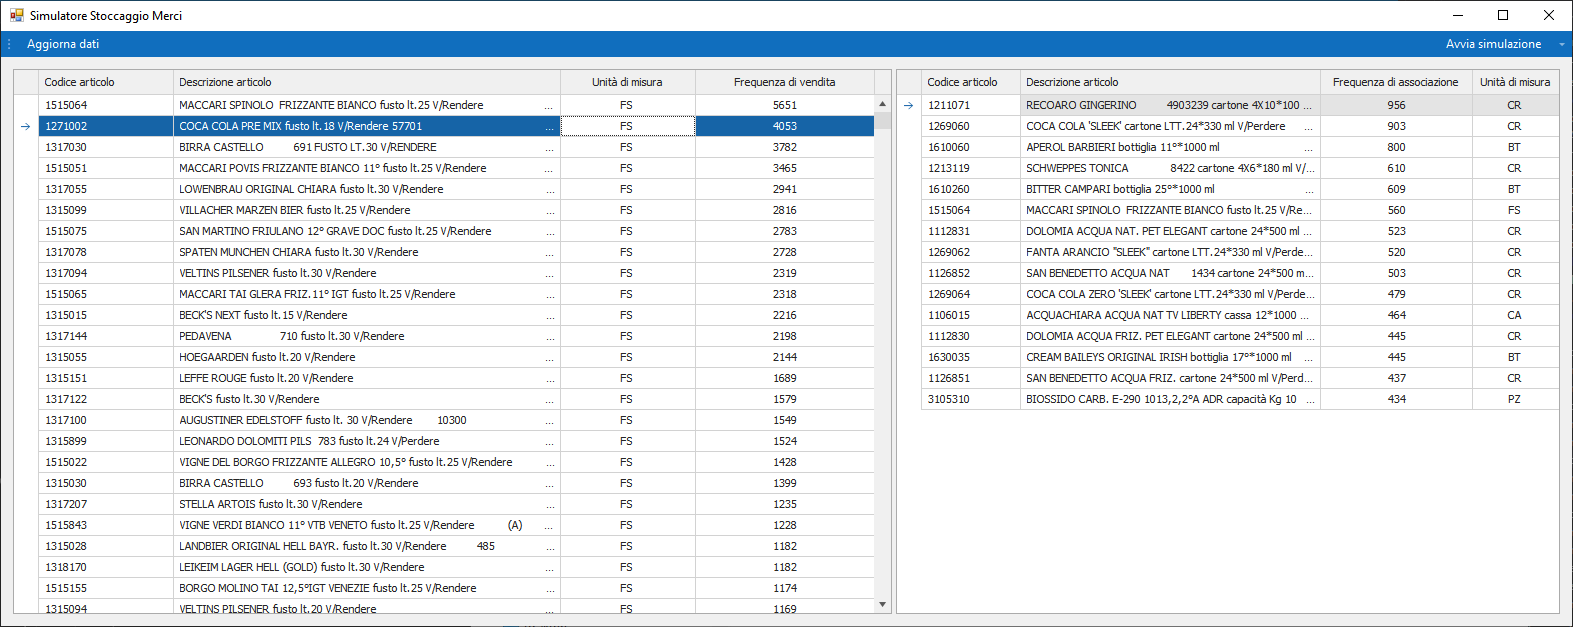 Simulatore Stoccaggio Merci
Aggiorna dati Avvia simulazione
Codice articolo Descrizione articolo Unità di misura Frequenza di vendita
1515064 MACCARI SPINOLO FRIZZANTE BIANCO fusto lt.25 V/Rendere ... FS 5651
1271002 COCA COLA PRE MIX fusto lt.18 V/Rendere 57701 ... FS 4053
1317030 BIRRA CASTELLO 691 FUSTO LT.30 V/RENDERE ... FS 3782
1515051 MACCARI POVIS FRIZZANTE BIANCO 11° fusto lt.25 V/Rendere ... FS 3465
1317055 LOWENBRAU ORIGINAL CHIARA fusto lt.30 V/Rendere ... FS 2941
1315099 VILLACHER MARZEN BIER fusto lt.25 V/Rendere ... FS 2816
1515075 SAN MARTINO FRIULANO 12° GRAVE DOC fusto lt.25 V/Rendere ... FS 2783
1317078 SPATEN MUNCHEN CHIARA fusto lt.30 V/Rendere ... FS 2728
1317094 VELTINS PILSENER fusto lt.30 V/Rendere ... FS 2319
1515065 MACCARI TAI GLERA FRIZ.11° IGT fusto lt.25 V/Rendere ... FS 2318
1315015 BECK'S NEXT fusto lt.15 V/Rendere ... FS 2216
1317144 PEDAVENA 710 fusto lt.30 V/Rendere ... FS 2198
1315055 HOEGAARDEN fusto lt.20 V/Rendere ... FS 2144
1315151 LEFFE ROUGE fusto lt.20 V/Rendere ... FS 1689
1317122 BECK'S fusto lt.30 V/Rendere ... FS 1579
1317100 AUGUSTINER EDELSTOFF fusto lt. 30 V/Rendere 10300 ... FS 1549
1315899 LEONARDO DOLOMITI PILS 783 fusto lt.24 V/Perdere ... FS 1524
1515022 VIGNE DEL BORGO FRIZZANTE ALLEGRO 10,5° fusto lt.25 V/Rendere ... FS 1428
1315030 BIRRA CASTELLO 693 fusto lt.20 V/Rendere ... FS 1399
1317207 STELLA ARTOIS fusto lt.30 V/Rendere ... FS 1235
1515843 VIGNE VERDI BIANCO 11° VTB VENETO fusto lt.25 V/Rendere (A) ... FS 1228
1315028 LANDBIER ORIGINAL HELL BAYR. fusto lt.30 V/Rendere 485 ... FS 1182
1318170 LEIKEIM LAGER HELL (GOLD) fusto lt.30 V/Rendere ... FS 1182
1515155 BORGO MOLINO TAI 12,5°IGT VENEZIE fusto lt.25 V/Rendere ... FS 1174
1315094 VELTINS PILSENER fusto lt.20 V/Rendere ... FS 1169
Codice articolo Descrizione articolo Frequenza di associazione Unità di misura
1211071 RECOARO GINGERINO 4903239 cartone 4X10*100 ... 956 CR
1269060 COCA COLA 'SLEEK' cartone LTT.24*330 ml V/Perdere ... 903 CR
1610060 APEROL BARBIERI bottiglia 11°*1000 ml ... 800 BT
1213119 SCHWEPPES TONICA 8422 cartone 4X6*180 ml V/... 610 CR
1610260 BITTER CAMPARI bottiglia 25°*1000 ml ... 609 BT
1515064 MACCARI SPINOLO FRIZZANTE BIANCO fusto lt.25 V/Re... 560 FS
1112831 DOLOMIA ACQUA NAT. PET ELEGANT cartone 24*500 ml ... 523 CR
1269062 FANTA ARANCIO "SLEEK" cartone LTT.24*330 ml V/Perde... 520 CR
1126852 SAN BENEDETTO ACQUA NAT 1434 cartone 24*500 m... 503 CR
1269064 COCA COLA ZERO 'SLEEK' cartone LTT.24*330 ml V/Perde... 479 CR
1106015 ACQUACHIARA ACQUA NAT TV LIBERTY cassa 12*1000 ... 464 CA
1112830 DOLOMIA ACQUA FRIZ. PET ELEGANT cartone 24*500 ml ... 445 CR
1630035 CREAM BAILEYS ORIGINAL IRISH bottiglia 17°*1000 ml ... 445 BT
1126851 SAN BENEDETTO ACQUA FRIZ. cartone 24*500 ml V/Perd... 437 CR
3105310 BIOSSIDO CARB. E-290 1013,2,2°A ADR capacità Kg 10 ... 434 PZ